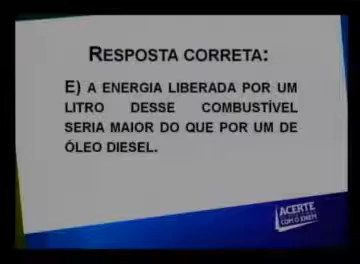 RESPOSTA CORRETA:
E) A ENERGIA LIBERADA POR UM
LITRO DESSE COMBUSTÍVEL
SERIA MAIOR DO QUE POR UM DE
ÓLEO DIESEL.
ACERTE
COM O ENEM